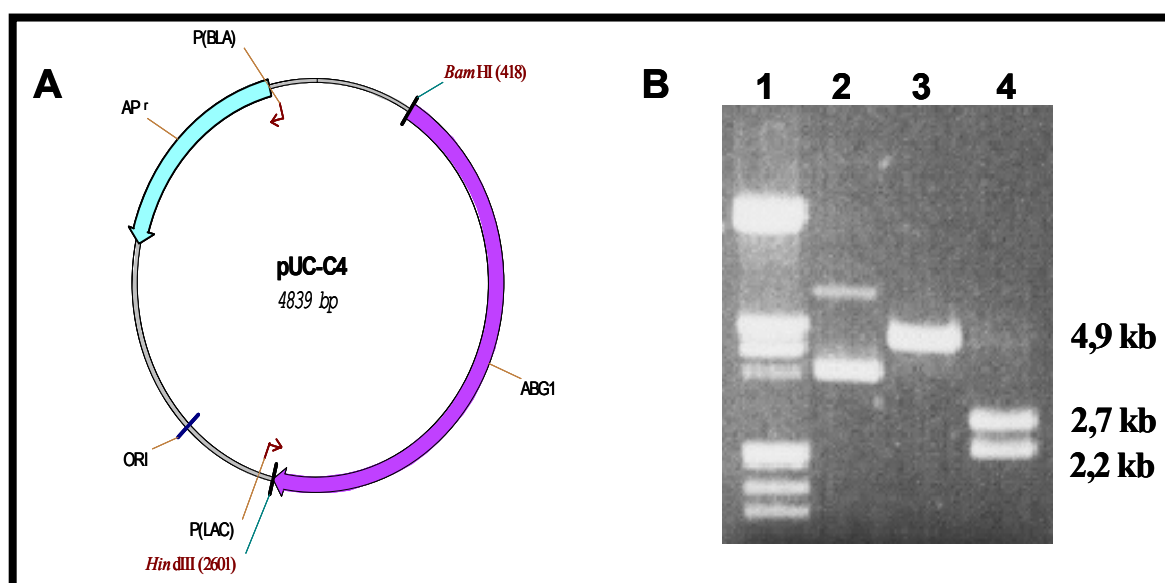 A
P(BLA)
BamHI (418)
AP r
pUC-C4
4839 bp
ABG1
ORI
P(LAC)
HindIII (2601)
B
1 2 3 4
4,9 kb
2,7 kb
2,2 kb